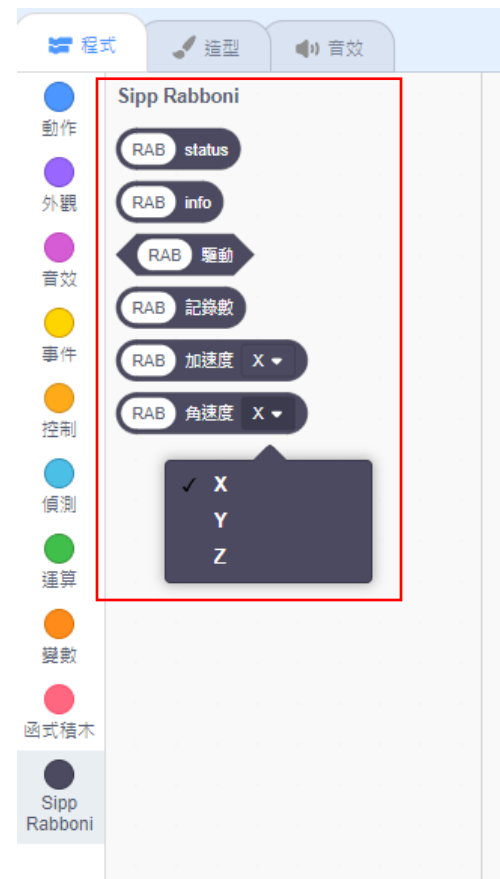 程式
造型
音效
動作
外觀
音效
事件
控制
偵測
運算
變數
函式積木
Sipp
Rabboni
Sipp Rabboni
RAB status
RAB info
RAB 驅動
RAB 記錄數
RAB 加速度 X
RAB 角速度 X
✓ X
Y
Z